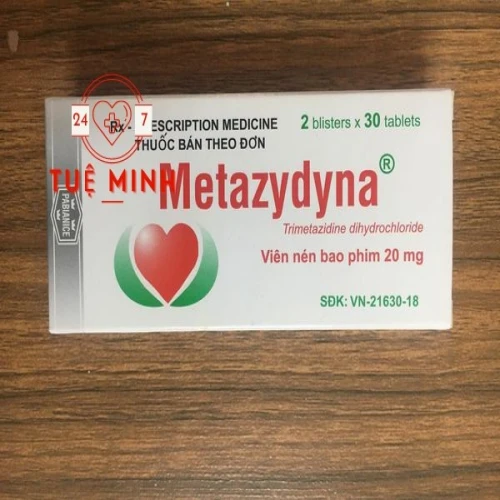 24 7
Rx - PRESCRIPTION MEDICINE
THUỐC BÁN THEO ĐƠN
2 blisters x 30 tablets
TUỆ MINH
Metazydyna®
Trimetazidine dihydrochloride
Viên nén bao phim 20 mg
SĐK: VN-21630-18
PABIANICE